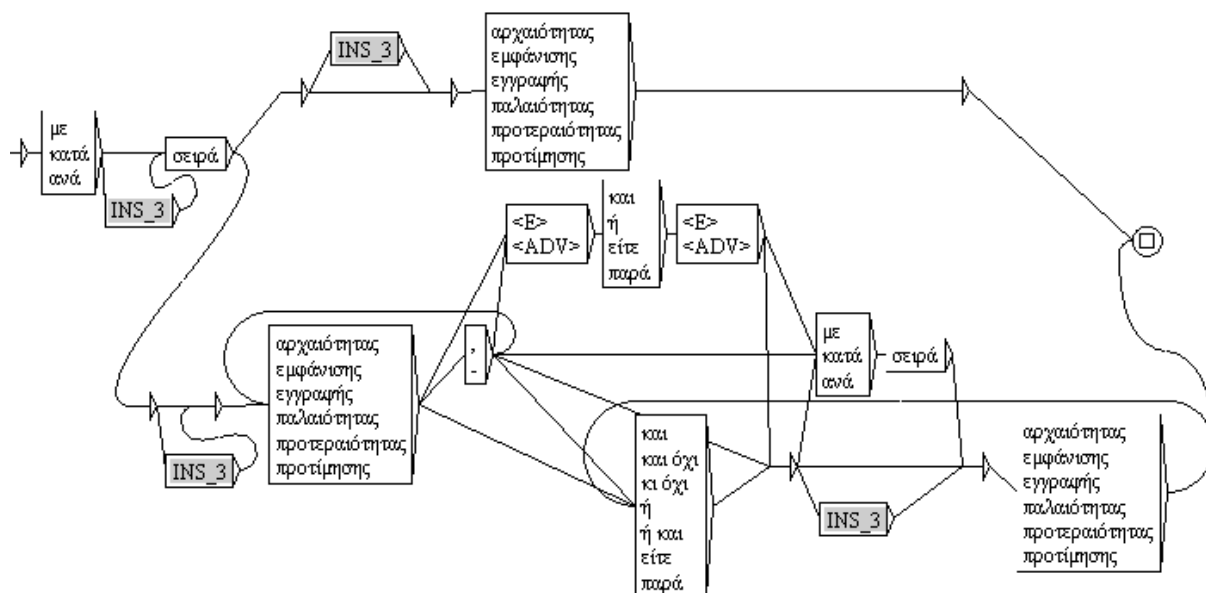 INS_3
αρχαιότητας
εμφάνισης
εγγραφής
παλαιότητας
προτεραιότητας
προτίμησης
με
κατά
ανά
σειρά
INS_3
<E>
<ADV>
και
ή
είτε
παρά
<E>
<ADV>
αρχαιότητας
εμφάνισης
εγγραφής
παλαιότητας
προτεραιότητας
προτίμησης
,
-
με
κατά
ανά
σειρά
INS_3
και
και όχι
κι όχι
ή
ή και
είτε
παρά
INS_3
αρχαιότητας
εμφάνισης
εγγραφής
παλαιότητας
προτεραιότητας
προτίμησης